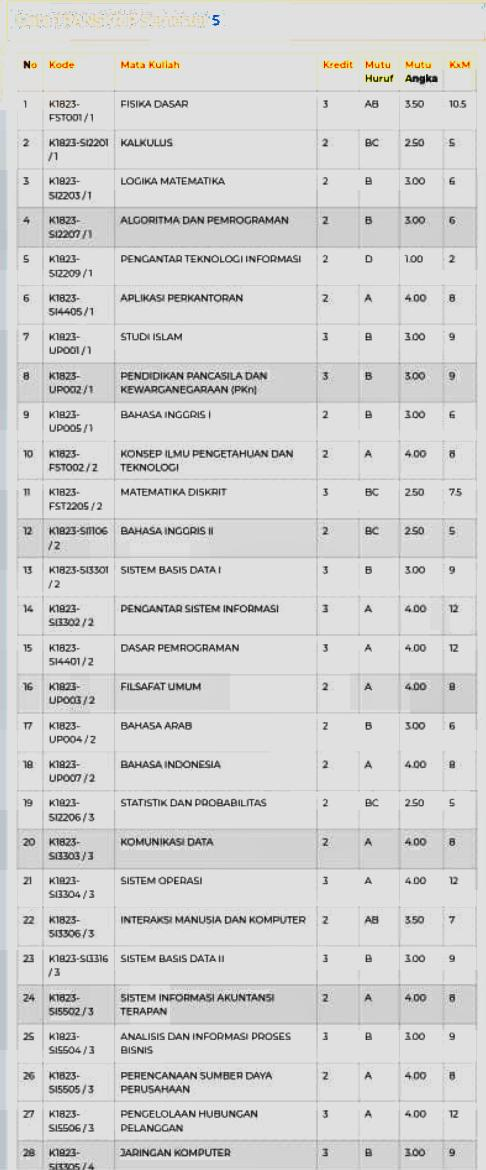 5
No Kode Mata Kuliah Kredit Mutu Mutu KxM
Huruf Angka
1 K1823- FISIKA DASAR 3 AB 3.50 10.5
FST001 / 1
2 K1823-SI2201 KALKULUS 2 BC 2.50 5
/ 1
3 K1823- LOGIKA MATEMATIKA 2 B 3.00 6
SI2203 / 1
4 K1823- ALGORITMA DAN PEMROGRAMAN 2 B 3.00 6
SI2207 / 1
5 K1823- PENGANTAR TEKNOLOGI INFORMASI 2 D 1.00 2
SI2209 / 1
6 K1823- APLIKASI PERKANTORAN 2 A 4.00 8
SI4405 / 1
7 K1823- STUDI ISLAM 3 B 3.00 9
UP001 / 1
8 K1823- PENDIDIKAN PANCASILA DAN 3 B 3.00 9
UP002 / 1 KEWARGANEGARAAN (PKn)
9 K1823- BAHASA INGGRIS I 2 B 3.00 6
UP005 / 1
10 K1823- KONSEP ILMU PENGETAHUAN DAN 2 A 4.00 8
FST002 / 2 TEKNOLOGI
11 K1823- MATEMATIKA DISKRIT 3 BC 2.50 7.5
FST2205 / 2
12 K1823-SI1106 BAHASA INGGRIS II 2 BC 2.50 5
/ 2
13 K1823-SI3301 SISTEM BASIS DATA I 3 B 3.00 9
/ 2
14 K1823- PENGANTAR SISTEM INFORMASI 3 A 4.00 12
SI3302 / 2
15 K1823- DASAR PEMROGRAMAN 3 A 4.00 12
SI4401 / 2
16 K1823- FILSAFAT UMUM 2 A 4.00 8
UP003 / 2
17 K1823- BAHASA ARAB 2 B 3.00 6
UP004 / 2
18 K1823- BAHASA INDONESIA 2 A 4.00 8
UP007 / 2
19 K1823- STATISTIK DAN PROBABILITAS 2 BC 2.50 5
SI2206 / 3
20 K1823- KOMUNIKASI DATA 2 A 4.00 8
SI3303 / 3
21 K1823- SISTEM OPERASI 3 A 4.00 12
SI3304 / 3
22 K1823- INTERAKSI MANUSIA DAN KOMPUTER 2 AB 3.50 7
SI3306 / 3
23 K1823-SI3316 SISTEM BASIS DATA II 3 B 3.00 9
/ 3
24 K1823- SISTEM INFORMASI AKUNTANSI 2 A 4.00 8
SI5502 / 3 TERAPAN
25 K1823- ANALISIS DAN INFORMASI PROSES 3 B 3.00 9
SI5504 / 3 BISNIS
26 K1823- PERENCANAAN SUMBER DAYA 2 A 4.00 8
SI5505 / 3 PERUSAHAAN
27 K1823- PENGELOLAAN HUBUNGAN 3 A 4.00 12
SI5506 / 3 PELANGGAN
28 K1823- JARINGAN KOMPUTER 3 B 3.00 9
SI3305 / 4